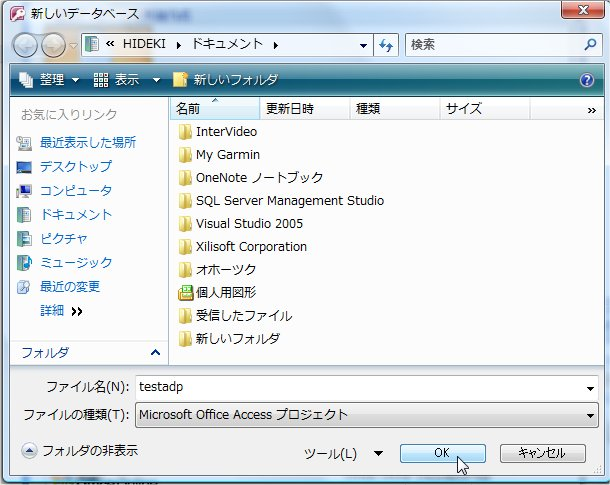 新しいデータベース
« HIDEKI ▸ ドキュメント ▸
検索
整理 表示 新しいフォルダ
お気に入りリンク
最近表示した場所
デスクトップ
コンピュータ
ドキュメント
ピクチャ
ミュージック
最近の変更
詳細 »
フォルダ
名前 更新日時 種類 サイズ »
InterVideo
My Garmin
OneNote ノートブック
SQL Server Management Studio
Visual Studio 2005
Xilisoft Corporation
オホーツク
個人用図形
受信したファイル
新しいフォルダ
ファイル名(N): testadp
ファイルの種類(T): Microsoft Office Access プロジェクト
フォルダの非表示
ツール(L)
OK
キャンセル